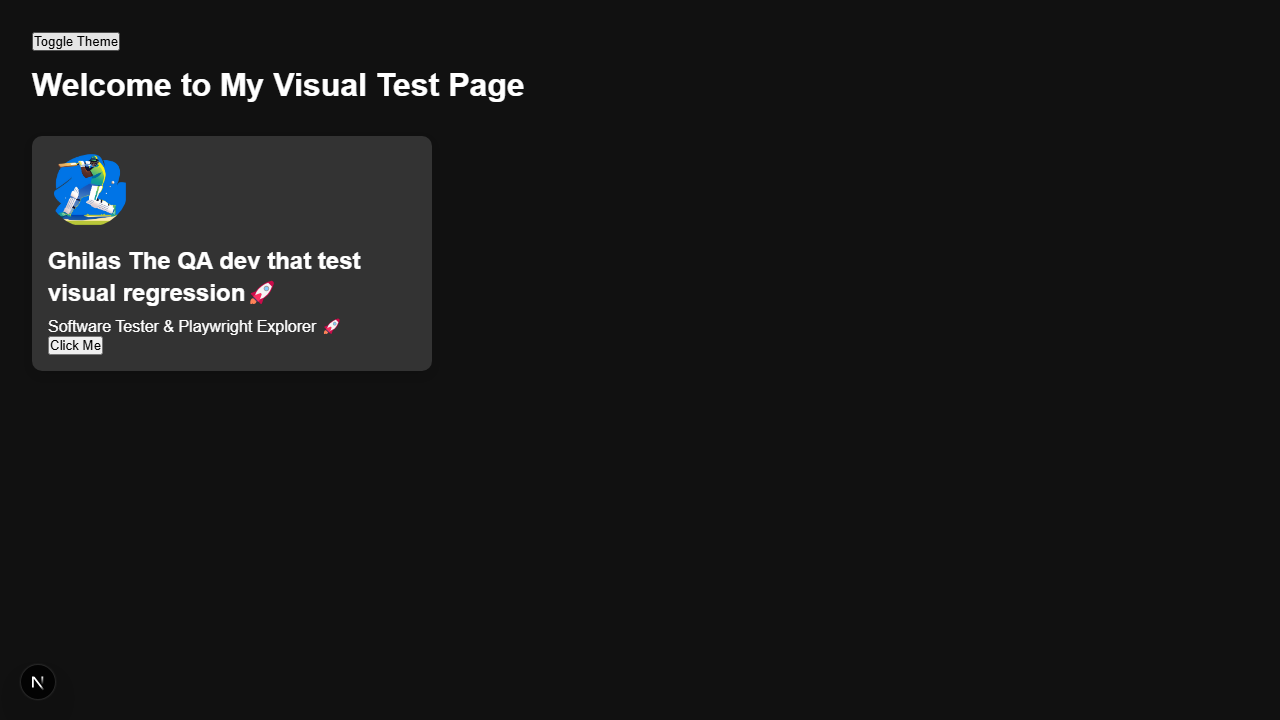 Toggle Theme
Welcome to My Visual Test Page
Ghilas The QA dev that test
visual regression 🚀
Software Tester & Playwright Explorer 🚀
Click Me
N